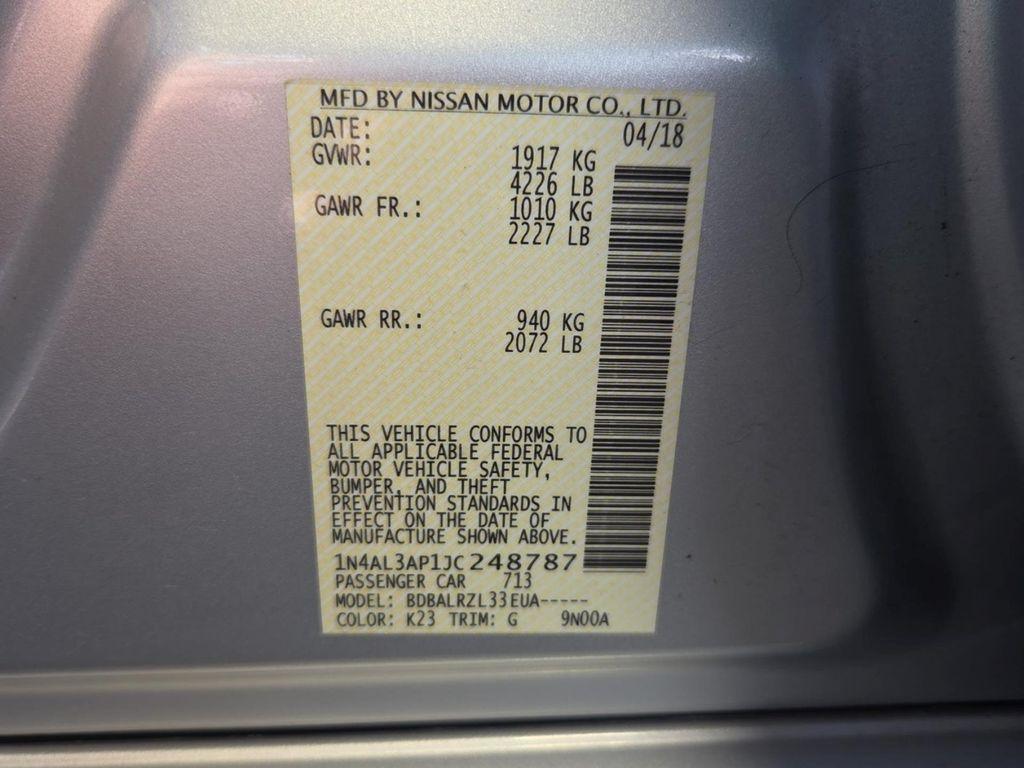 MFD BY NISSAN MOTOR CO., LTD.
DATE: 04/18
GVWR: 1917 KG
4226 LB
GAWR FR.: 1010 KG
2227 LB
GAWR RR.: 940 KG
2072 LB
THIS VEHICLE CONFORMS TO
ALL APPLICABLE FEDERAL
MOTOR VEHICLE SAFETY,
BUMPER, AND THEFT
PREVENTION STANDARDS IN
EFFECT ON THE DATE OF
MANUFACTURE SHOWN ABOVE.
1N4AL3AP1JC248787
PASSENGER CAR 713
MODEL: BDBALRZL33EUA-----
COLOR: K23 TRIM: G 9N00A